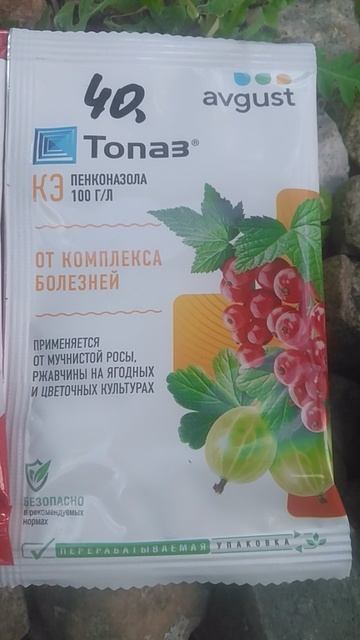 40,
avgust
Топаз®
КЭ ПЕНКОНАЗОЛА
100 Г/Л
ОТ КОМПЛЕКСА
БОЛЕЗНЕЙ
ПРИМЕНЯЕТСЯ
ОТ МУЧНИСТОЙ РОСЫ,
РЖАВЧИНЫ НА ЯГОДНЫХ
И ЦВЕТОЧНЫХ КУЛЬТУРАХ
БЕЗОПАСНО
в рекомендуемых
нормах
ПЕРЕРАБАТЫВАЕМАЯ УПАКОВКА